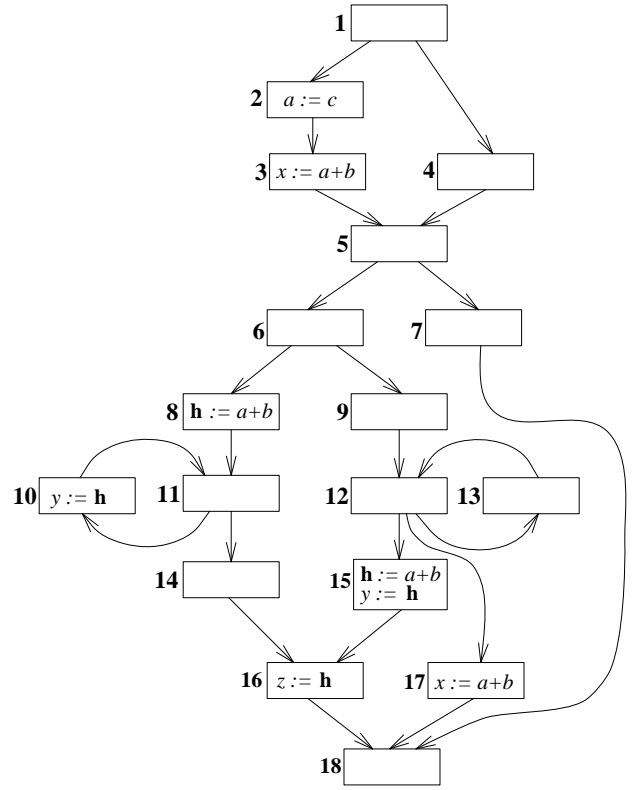 1
2 a := c
3 x := a+b
4
5
6
7
8 h := a+b
9
10 y := h
11
12
13
14
15 h := a+b
y := h
16 z := h
17 x := a+b
18